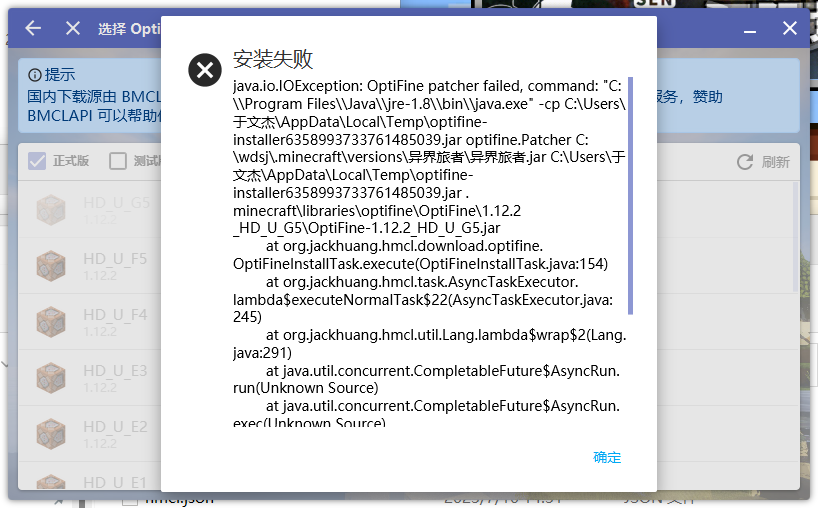 选择 Opti
安装失败
java.io.IOException: OptiFine patcher failed, command: "C:
\\Program Files\\Java\\jre-1.8\\bin\\java.exe" -cp C:\Users\
于文杰\AppData\Local\Temp\optifine-
installer6358993733761485039.jar optifine.Patcher C:
\wdsj\.minecraft\versions\异界旅者\异界旅者.jar C:\Users\于
文杰\AppData\Local\Temp\optifine-
installer6358993733761485039.jar .
minecraft\libraries\optifine\OptiFine\1.12.2
_HD_U_G5\OptiFine-1.12.2_HD_U_G5.jar
at org.jackhuang.hmcl.download.optifine.
OptiFineInstallTask.execute(OptiFineInstallTask.java:154)
at org.jackhuang.hmcl.task.AsyncTaskExecutor.
lambda$executeNormalTask$22(AsyncTaskExecutor.java:
245)
at org.jackhuang.hmcl.util.Lang.lambda$wrap$2(Lang.
java:291)
at java.util.concurrent.CompletableFuture$AsyncRun.
run(Unknown Source)
at java.util.concurrent.CompletableFuture$AsyncRun.
exec(Unknown Source)
确定
提示
国内下载源由 BMCL
务，赞助
BMCLAPI 可以帮助
正式版
测试
刷新
HD_U_G5
1.12.2
HD_U_F5
1.12.2
HD_U_F4
1.12.2
HD_U_E3
1.12.2
HD_U_E2
1.12.2
HD_U_E1
hmcl.json
JSON 文件